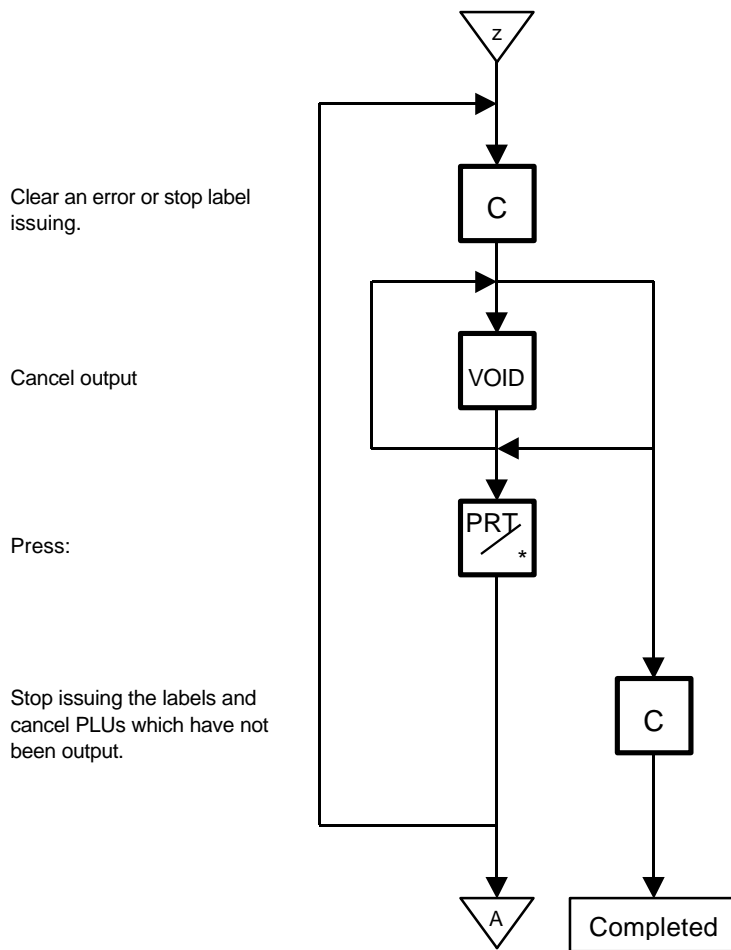 z
Clear an error or stop label
issuing.
C
Cancel output
VOID
Press:
PRT
*
Stop issuing the labels and
cancel PLUs which have not
been output.
C
A
Completed